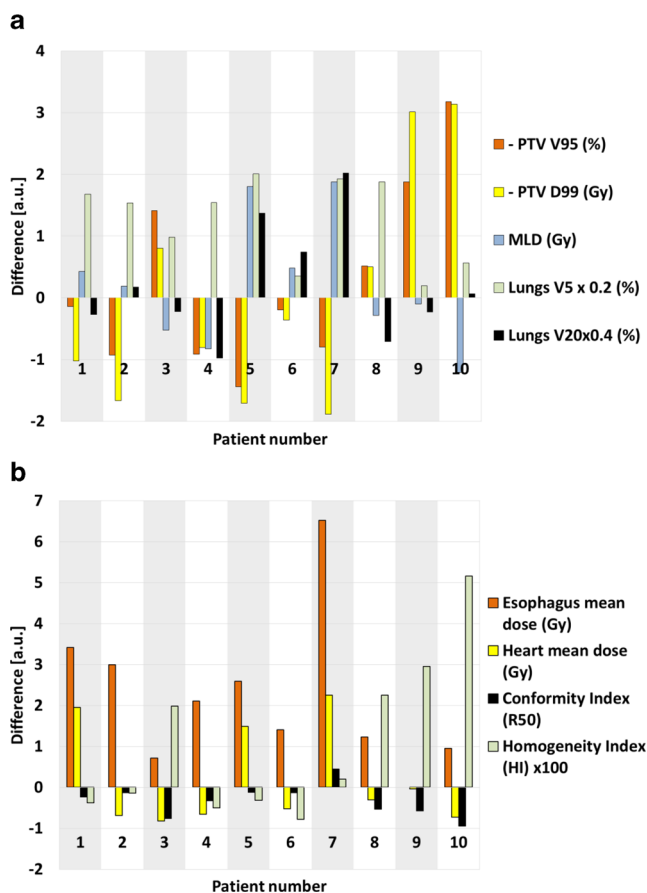 a
4
3
2
1
0
-1
-2
Difference [a.u.]
1 2 3 4 5 6 7 8 9 10
Patient number
- PTV V95 (%)
- PTV D99 (Gy)
MLD (Gy)
Lungs V5 x 0.2 (%)
Lungs V20x0.4 (%)
b
7
6
5
4
3
2
1
0
-1
-2
Difference [a.u.]
1 2 3 4 5 6 7 8 9 10
Patient number
Esophagus mean
dose (Gy)
Heart mean dose
(Gy)
Conformity Index
(R50)
Homogeneity Index
(HI) x100